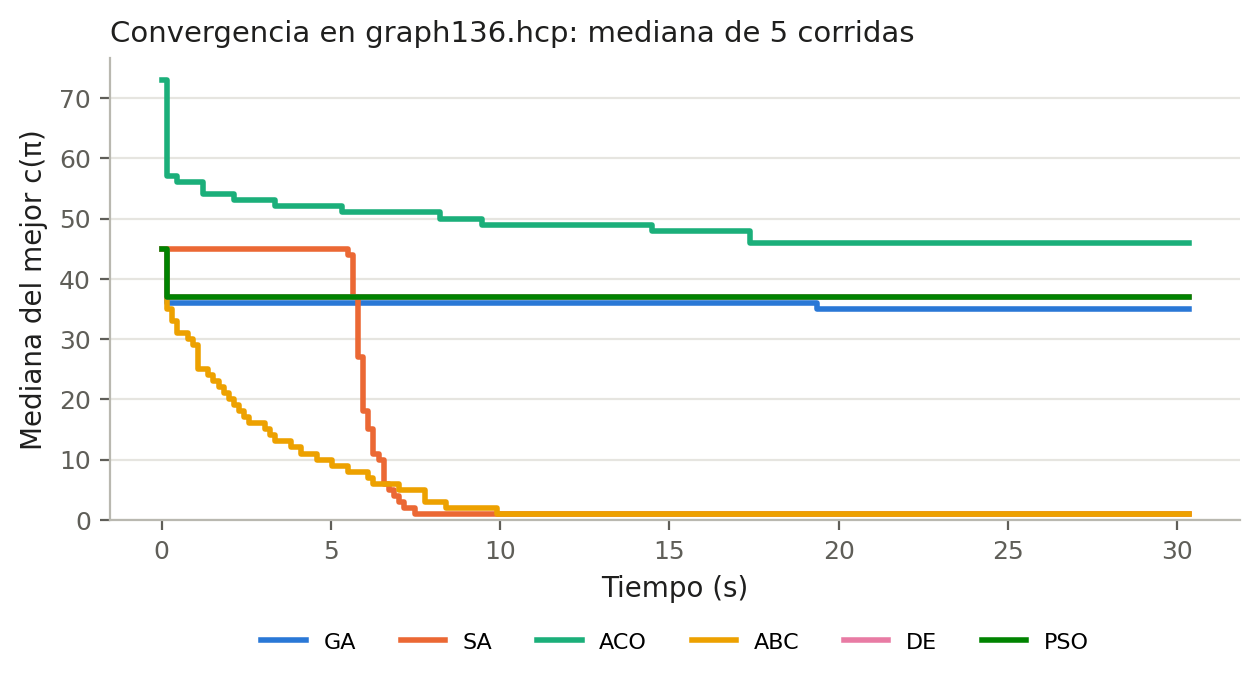 Convergencia en graph136.hcp: mediana de 5 corridas
Mediana del mejor c(π)
70
60
50
40
30
20
10
0
0 5 10 15 20 25 30
Tiempo (s)
GA SA ACO ABC DE PSO